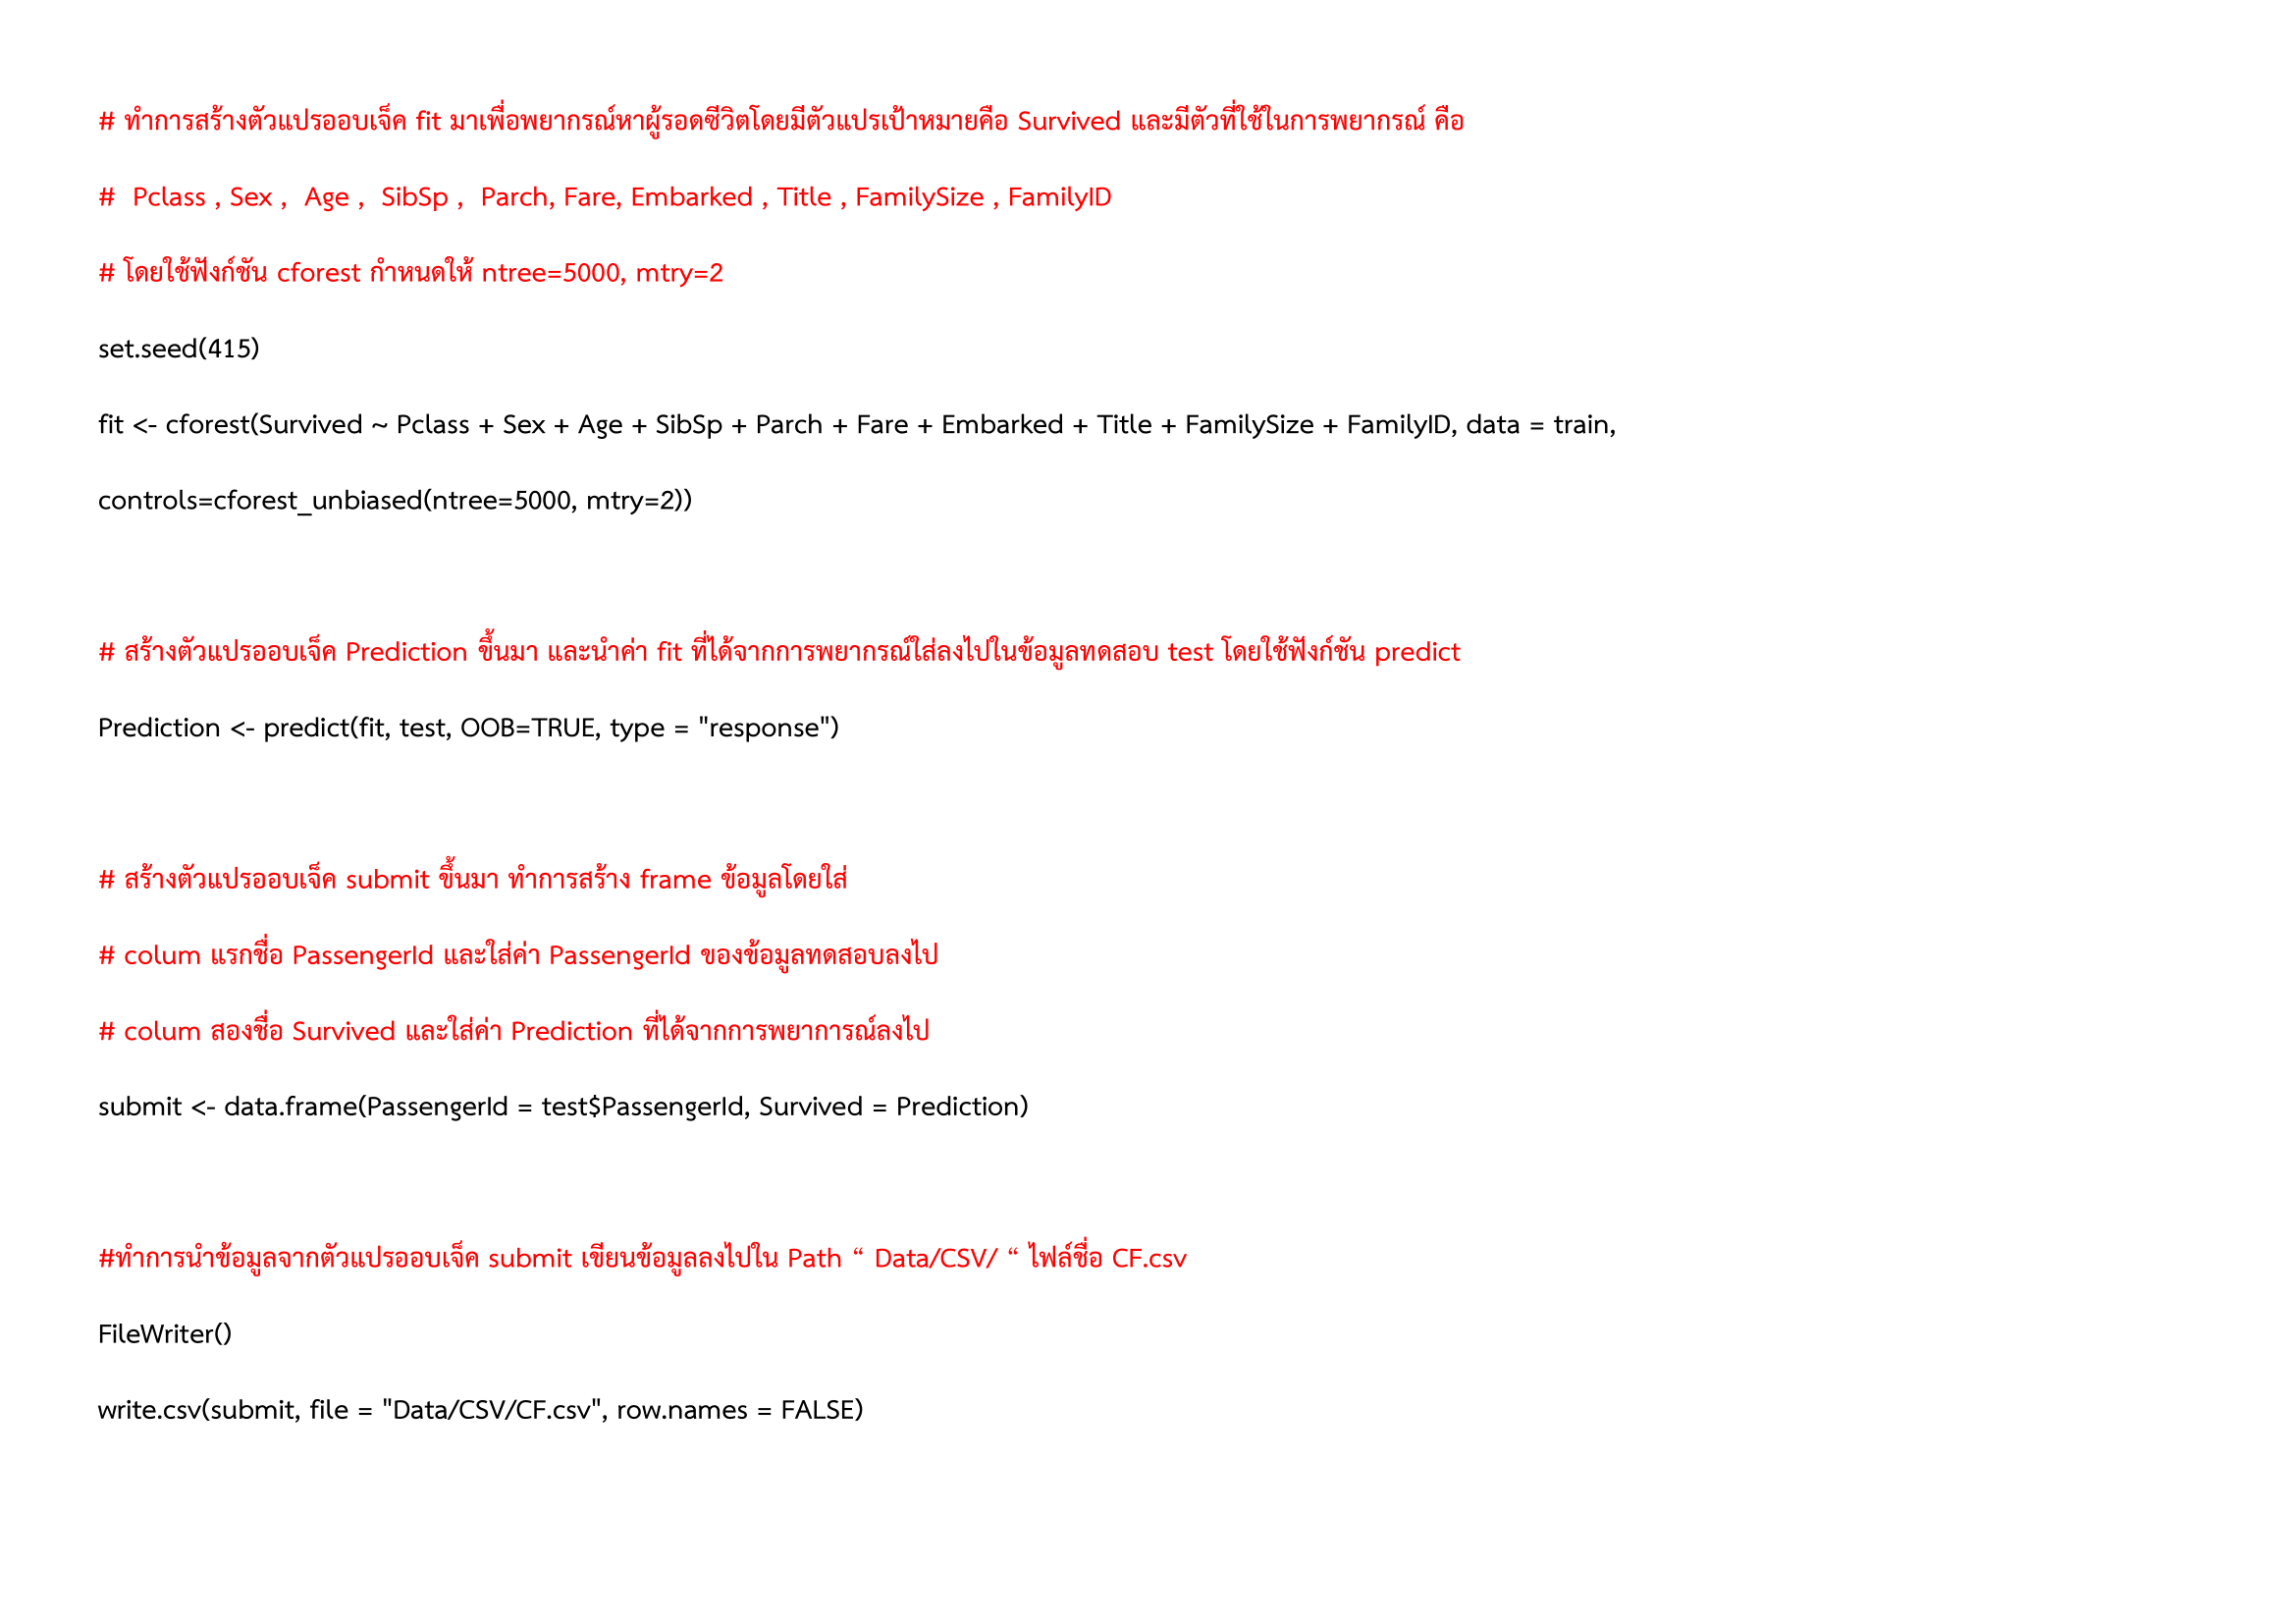 # ทำการสร้างตัวแปรออบเจ็ค fit มาเพื่อพยากรณ์หาผู้รอดชีวิตโดยมีตัวแปรเป้าหมายคือ Survived และมีตัวที่ใช้ในการพยากรณ์ คือ
# Pclass , Sex , Age , SibSp , Parch, Fare, Embarked , Title , FamilySize , FamilyID
# โดยใช้ฟังก์ชัน cforest กำหนดให้ ntree=5000, mtry=2
set.seed(415)
fit <- cforest(Survived ~ Pclass + Sex + Age + SibSp + Parch + Fare + Embarked + Title + FamilySize + FamilyID, data = train,
controls=cforest_unbiased(ntree=5000, mtry=2))
# สร้างตัวแปรออบเจ็ค Prediction ขึ้นมา และนำค่า fit ที่ได้จากการพยากรณ์ใส่ลงไปในข้อมูลทดสอบ test โดยใช้ฟังก์ชัน predict
Prediction <- predict(fit, test, OOB=TRUE, type = "response")
# สร้างตัวแปรออบเจ็ค submit ขึ้นมา ทำการสร้าง frame ข้อมูลโดยใส่
# colum แรกชื่อ PassengerId และใส่ค่า PassengerId ของข้อมูลทดสอบลงไป
# colum สองชื่อ Survived และใส่ค่า Prediction ที่ได้จากการพยาการณ์ลงไป
submit <- data.frame(PassengerId = test$PassengerId, Survived = Prediction)
#ทำการนำข้อมูลจากตัวแปรออบเจ็ค submit เขียนข้อมูลลงไปใน Path “ Data/CSV/ “ ไฟล์ชื่อ CF.csv
FileWriter()
write.csv(submit, file = "Data/CSV/CF.csv", row.names = FALSE)